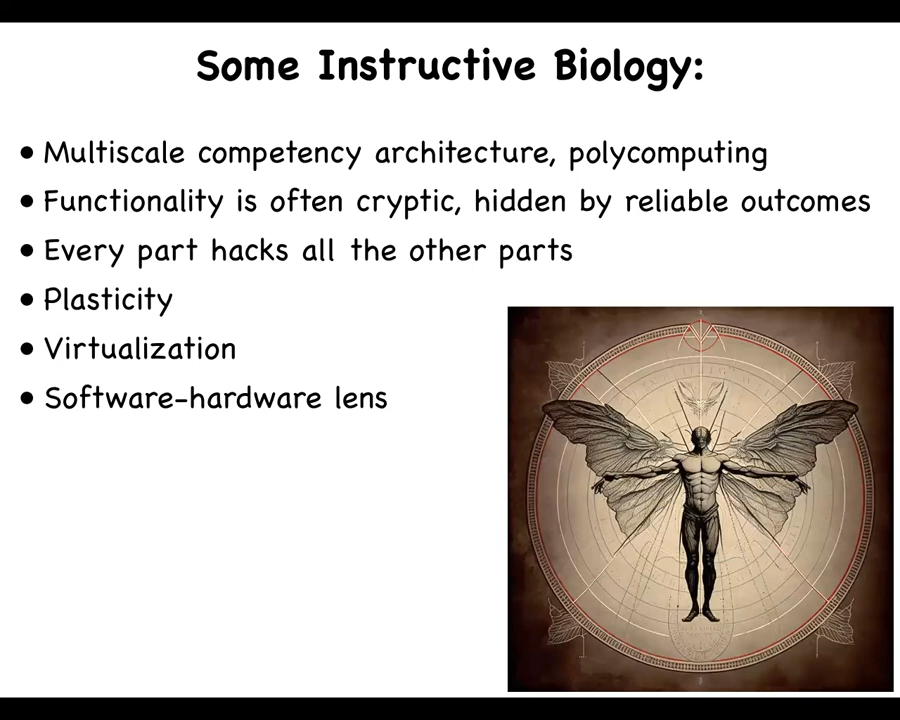 Some Instructive Biology:
• Multiscale competency architecture, polycomputing
• Functionality is often cryptic, hidden by reliable outcomes
• Every part hacks all the other parts
• Plasticity
• Virtualization
• Software-hardware lens